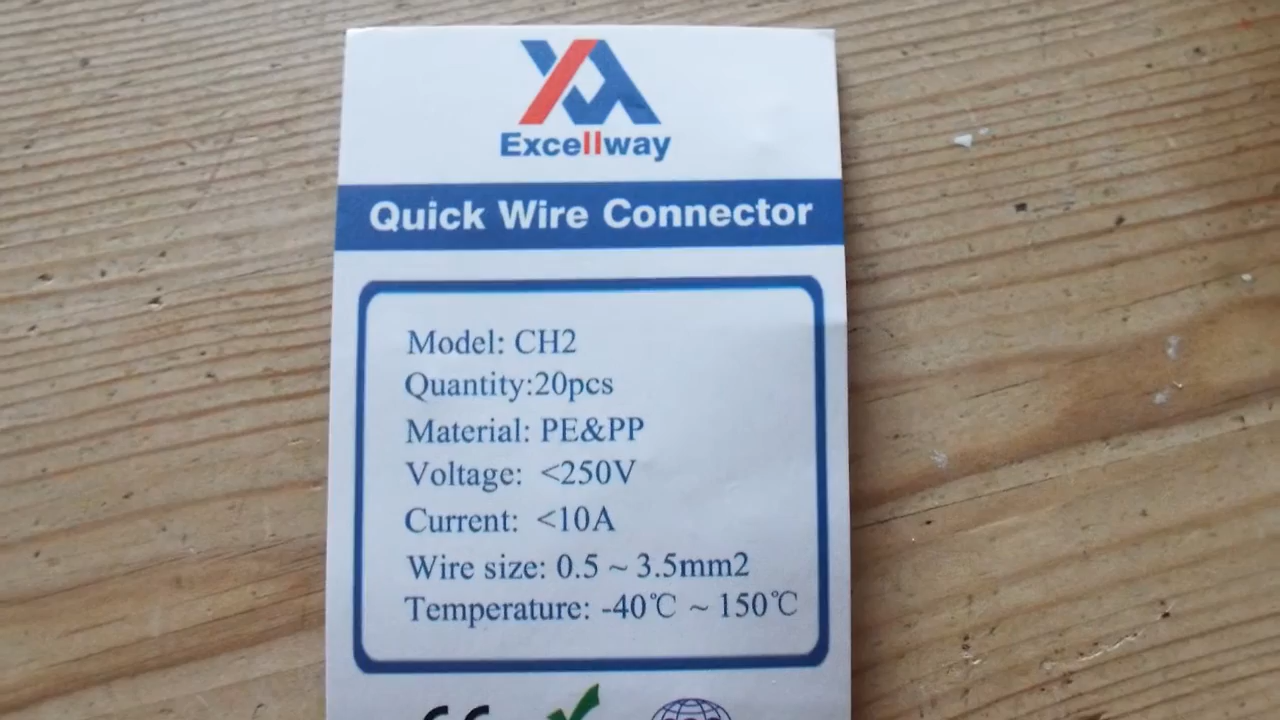 Excellway
Quick Wire Connector
Model: CH2
Quantity:20pcs
Material: PE&PP
Voltage: <250V
Current: <10A
Wire size: 0.5 ~ 3.5mm2
Temperature: -40℃ ~ 150℃